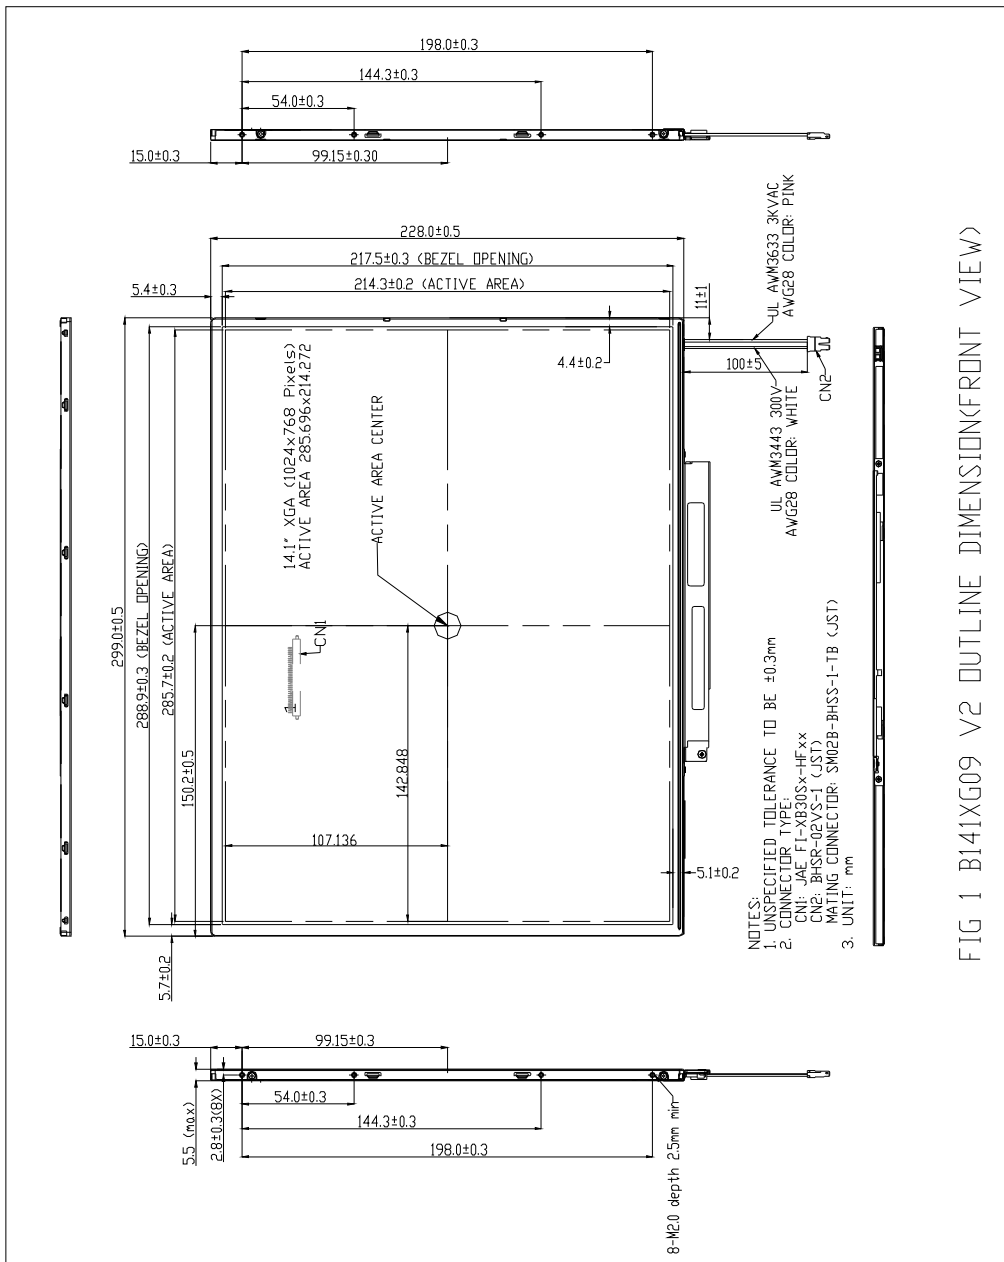 198.0±0.3
144.3±0.3
54.0±0.3
15.0±0.3
99.15±0.30
228.0±0.5
217.5±0.3 (BEZEL OPENING)
214.3±0.2 (ACTIVE AREA)
5.4±0.3
11±1
UL AWM3633 3KVAC
AWG28 COLOR: PINK
4.4±0.2
100±5
CN2
UL AWM3443 300V
AWG28 COLOR: WHITE
14.1" XGA (1024x768 Pixels)
ACTIVE AREA 285.696x214.272
ACTIVE AREA CENTER
CN1
1
299.0±0.5
288.9±0.3 (BEZEL OPENING)
285.7±0.2 (ACTIVE AREA)
150.2±0.5
142.848
107.136
5.1±0.2
5.7±0.2
NOTES:
1. UNSPECIFIED TOLERANCE TO BE ±0.3mm
2. CONNECTOR TYPE:
CN1: JAE FI-XB30Sx-HFxx
CN2: BHSR-02VS-1 (JST)
MATING CONNECTOR: SM02B-BHSS-1-TB (JST)
3. UNIT: mm
15.0±0.3
99.15±0.3
54.0±0.3
144.3±0.3
198.0±0.3
5.5 (max)
2.8±0.3(8X)
8-M2.0 depth 2.5mm min
FIG 1 B141XG09 V2 OUTLINE DIMENSION(FRONT VIEW)